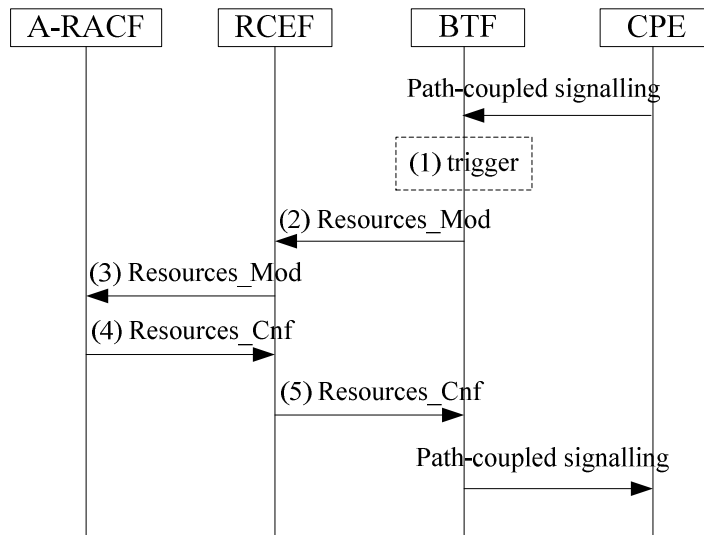 A-RACF RCEF BTF CPE
Path-coupled signalling
(1) trigger
(2) Resources_Mod
(3) Resources_Mod
(4) Resources_Cnf
(5) Resources_Cnf
Path-coupled signalling